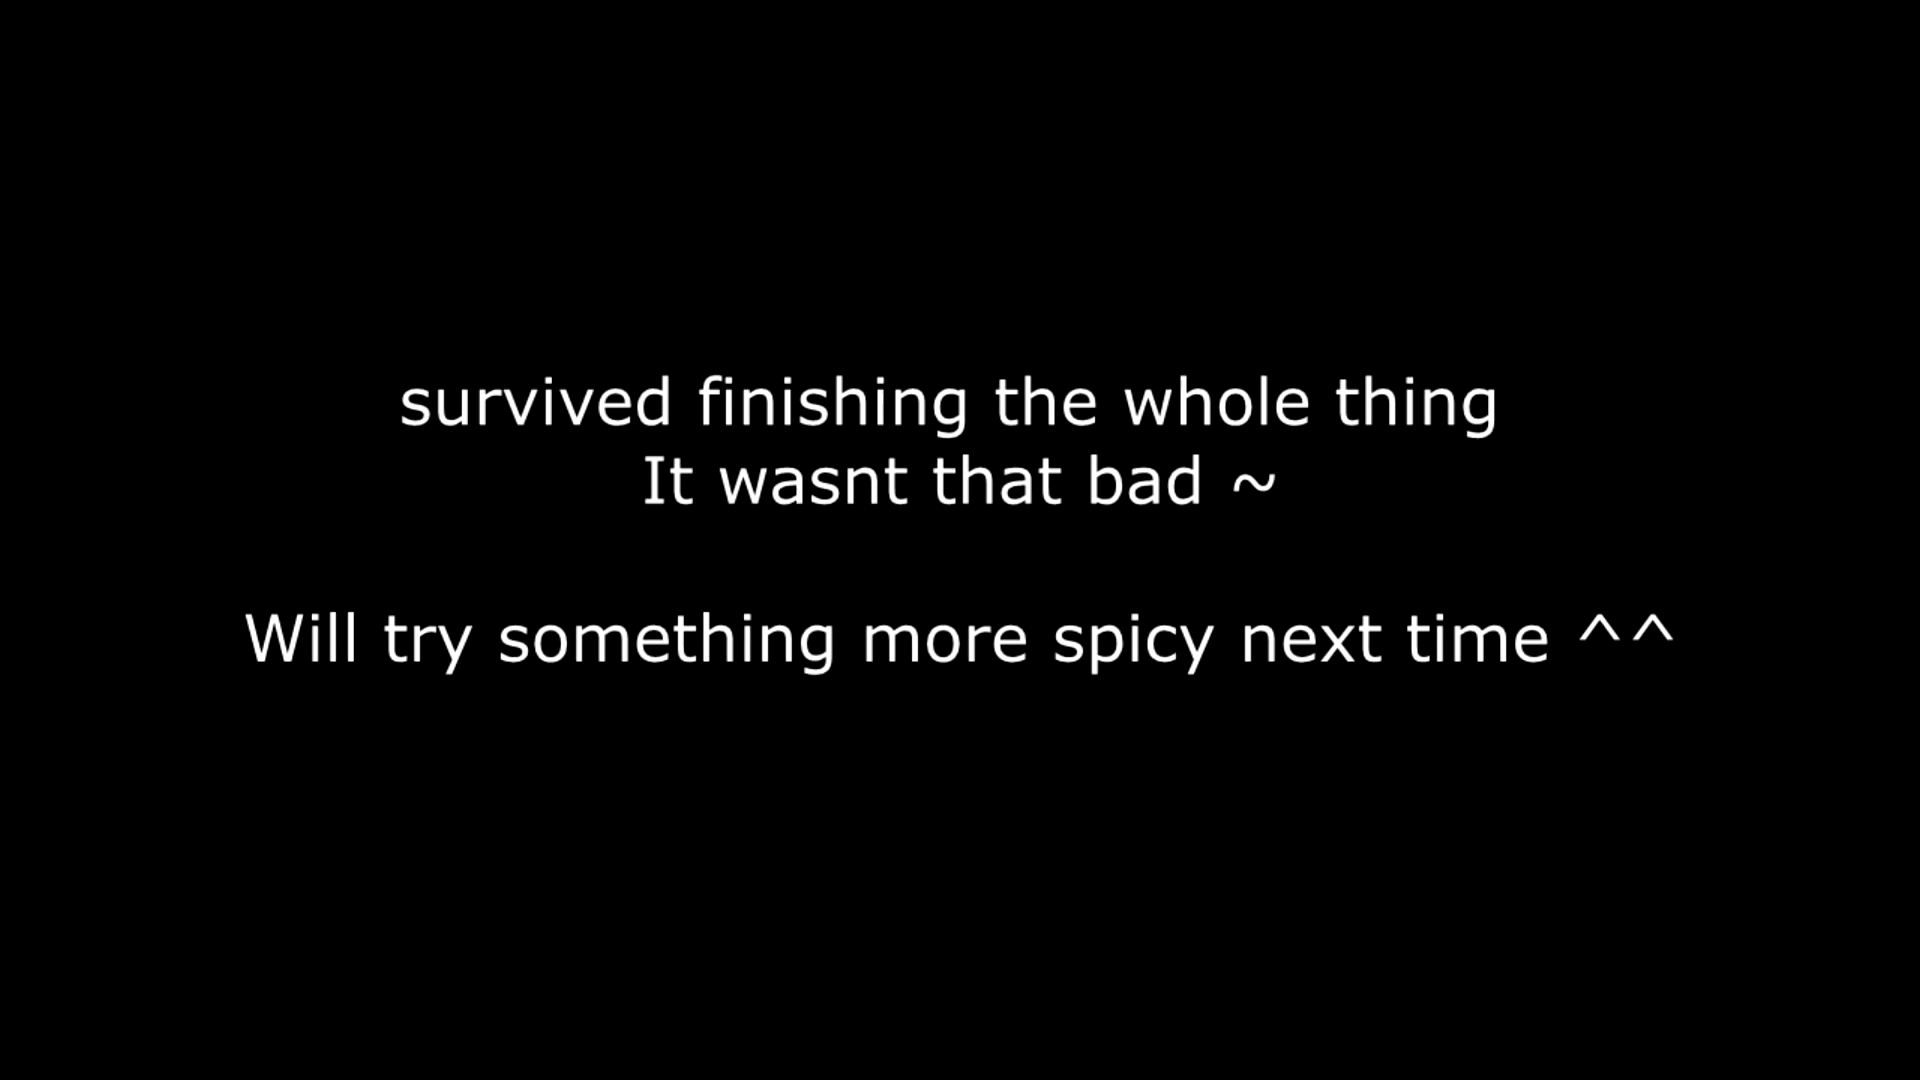 survived finishing the whole thing
It wasnt that bad ~
Will try something more spicy next time ^^